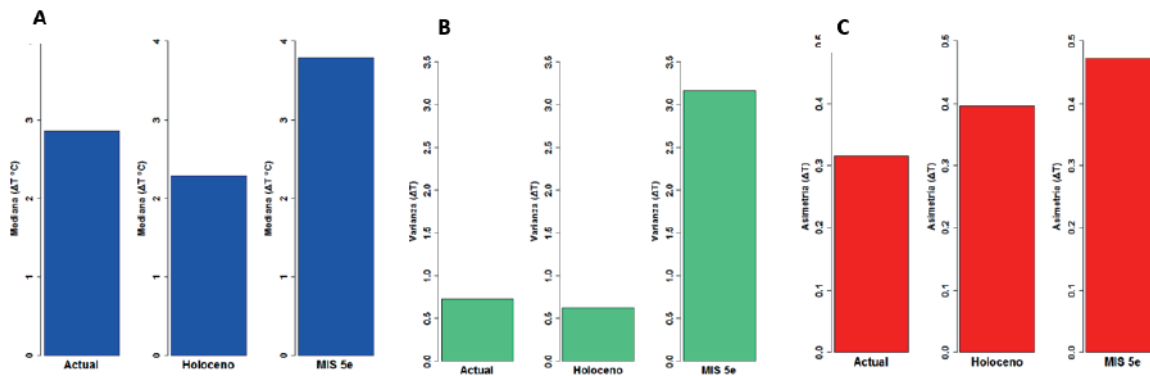 A
Mediana (ΔT °C)
0 1 2 3
Actual
Mediana (ΔT °C)
0 1 2 3 4
Holoceno
Mediana (ΔT °C)
0 1 2 3 4
MIS 5e
B
Varianza (ΔT)
0.0 0.5 1.0 1.5 2.0 2.5 3.0 3.5
Actual
Varianza (ΔT)
0.0 0.5 1.0 1.5 2.0 2.5 3.0 3.5
Holoceno
Varianza (ΔT)
0.0 0.5 1.0 1.5 2.0 2.5 3.0 3.5
MIS 5e
C
Asimetría (ΔT)
0.0 0.1 0.2 0.3 0.4
Actual
Asimetría (ΔT)
0.0 0.1 0.2 0.3 0.4 0.5
Holoceno
Asimetría (ΔT)
0.0 0.1 0.2 0.3 0.4 0.5
MIS 5e